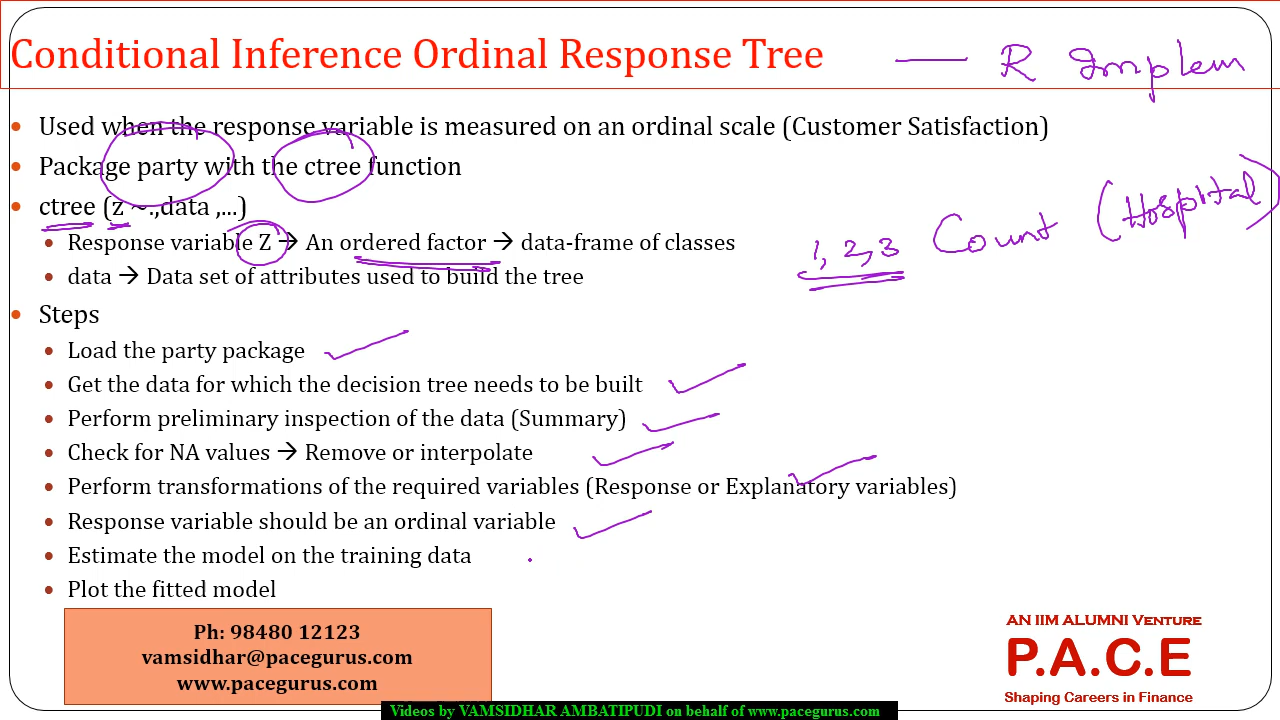 Conditional Inference Ordinal Response Tree — R Implem
• Used when the response variable is measured on an ordinal scale (Customer Satisfaction)
• Package party with the ctree function
• ctree (z ~.,data ,...)
• Response variable Z → An ordered factor → data-frame of classes
1, 2, 3 Count (Hospital)
• data → Data set of attributes used to build the tree
• Steps
• Load the party package
• Get the data for which the decision tree needs to be built
• Perform preliminary inspection of the data (Summary)
• Check for NA values → Remove or interpolate
• Perform transformations of the required variables (Response or Explanatory variables)
• Response variable should be an ordinal variable
• Estimate the model on the training data
• Plot the fitted model
Ph: 98480 12123
vamsidhar@pacegurus.com
www.pacegurus.com
AN IIM ALUMNI VENTURE
P.A.C.E
Shaping Careers in Finance
Videos by VAMSIDHAR AMBATIPUDI on behalf of www.pacegurus.com